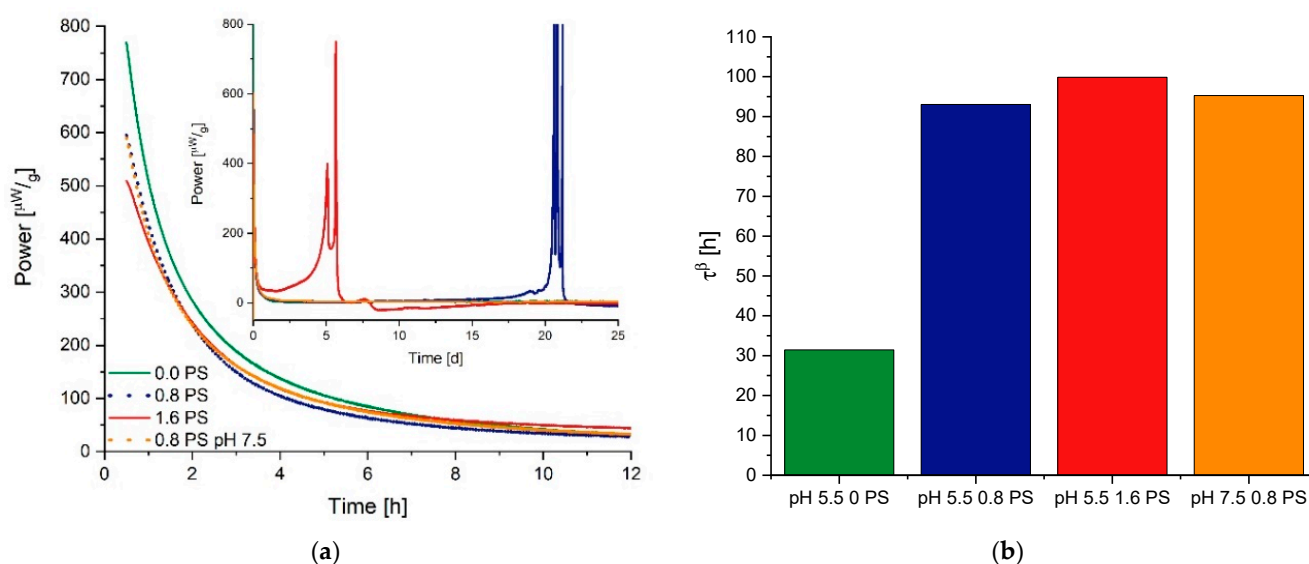 800
700
600
500
400
300
200
100
0
Power [µW/g]
0 2 4 6 8 10 12
Time [h]
0.0 PS
0.8 PS
1.6 PS
0.8 PS pH 7.5
800
600
400
200
0
Power [µW/g]
0 5 10 15 20 25
Time [d]
(a)
110
100
90
80
70
60
50
40
30
20
10
0
τᵝ [h]
pH 5.5 0 PS pH 5.5 0.8 PS pH 5.5 1.6 PS pH 7.5 0.8 PS
(b)